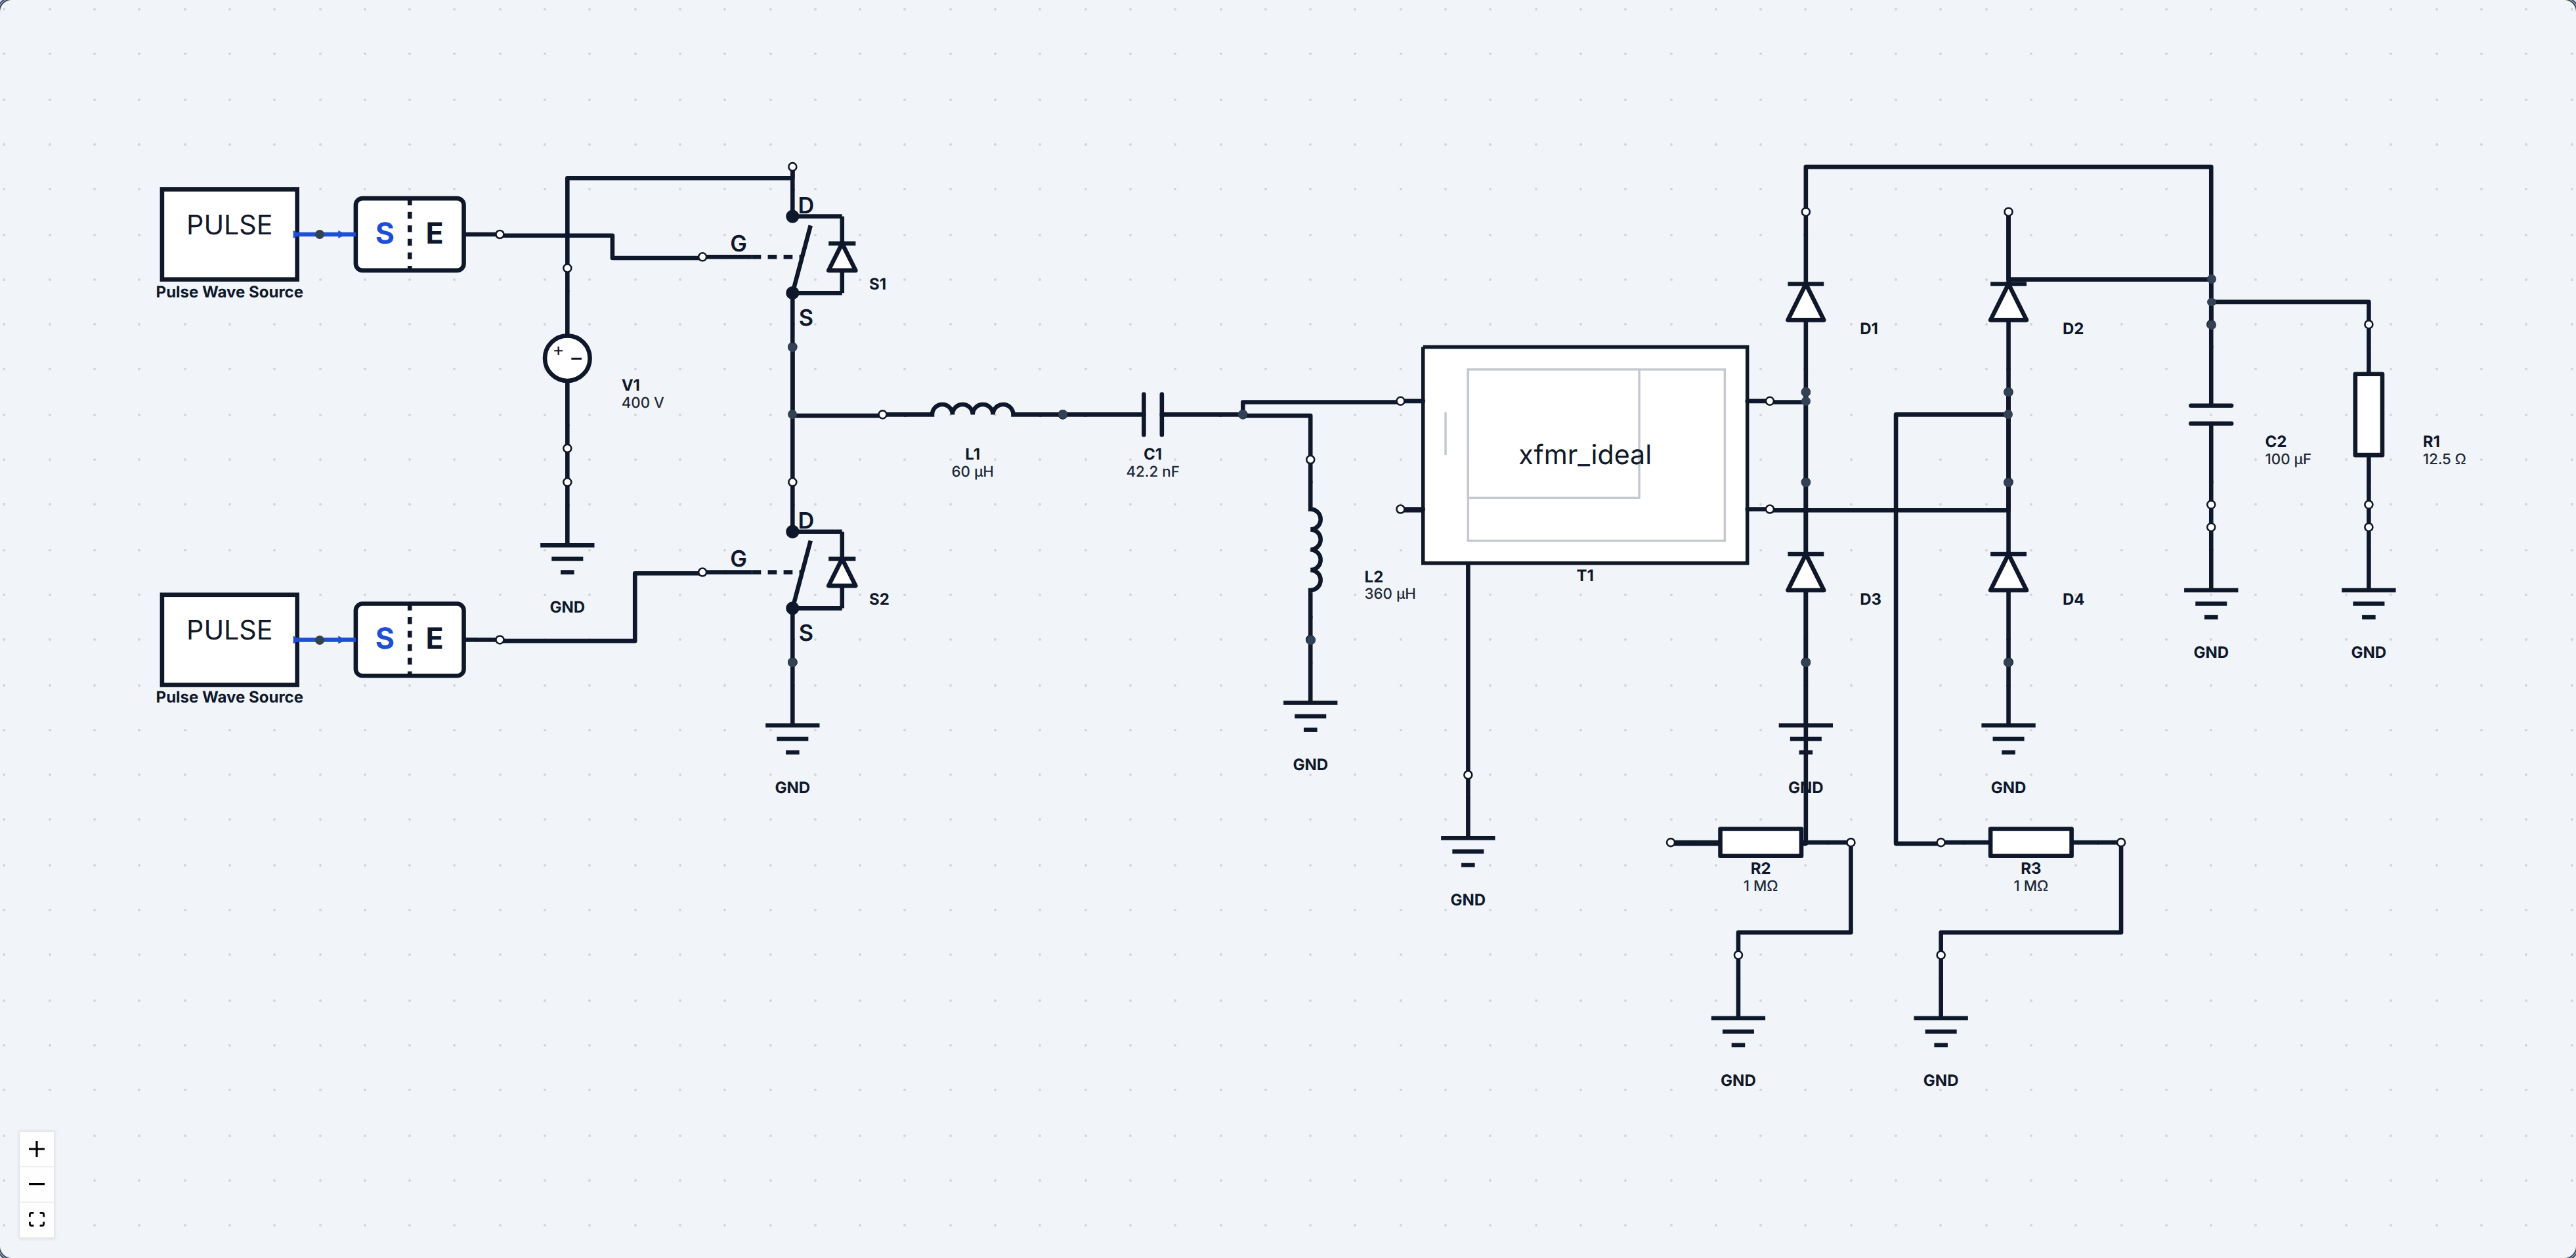 PULSE
S E
Pulse Wave Source
D
G
S1
S
+ −
V1
400 V
GND
PULSE
S E
Pulse Wave Source
D
G
S2
S
GND
L1
60 µH
C1
42.2 nF
L2
360 µH
GND
xfmr_ideal
T1
GND
D1
D2
D3
D4
GND
GND
C2
100 µF
GND
R1
12.5 Ω
GND
R2
1 MΩ
GND
R3
1 MΩ
GND